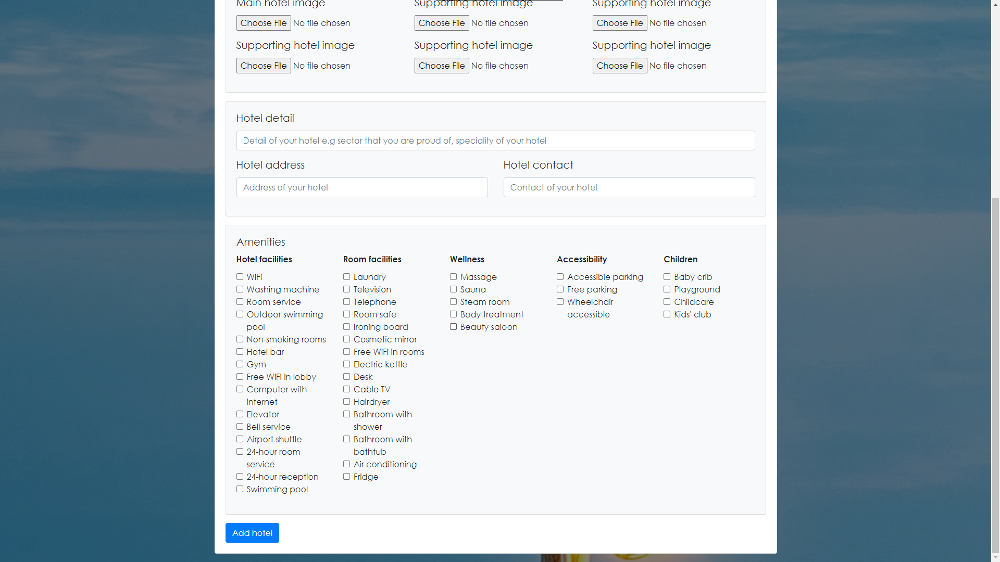 Main hotel image Supporting hotel image Supporting hotel image
Choose File No file chosen Choose File No file chosen Choose File No file chosen
Supporting hotel image Supporting hotel image Supporting hotel image
Choose File No file chosen Choose File No file chosen Choose File No file chosen
Hotel detail
Detail of your hotel e.g sector that you are proud of, speciality of your hotel
Hotel address
Address of your hotel
Hotel contact
Contact of your hotel
Amenities
Hotel facilities
WiFi
Washing machine
Room service
Outdoor swimming
pool
Non-smoking rooms
Hotel bar
Gym
Free WiFi in lobby
Computer with
internet
Elevator
Bell service
Airport shuttle
24-hour room
service
24-hour reception
Swimming pool
Room facilities
Laundry
Television
Telephone
Room safe
Ironing board
Cosmetic mirror
Free WiFi in rooms
Electric kettle
Desk
Cable TV
Hairdryer
Bathroom with
shower
Bathroom with
bathtub
Air conditioning
Fridge
Wellness
Massage
Sauna
Steam room
Body treatment
Beauty saloon
Accessibility
Accessible parking
Free parking
Wheelchair
accessible
Children
Baby crib
Playground
Childcare
Kids' club
Add hotel